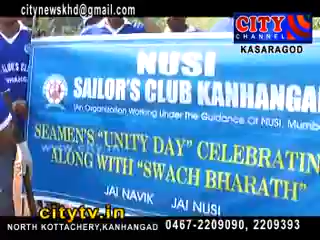 citynewskhd@gmail.com
CITY
CHANNEL
KASARAGOD
NUSI
SAILOR'S CLUB KANHANGA
(An Organization Working Under The Guidance Of NUSI, Mumba
SEAMEN'S "UNITY DAY" CELEBRATIN
ALONG WITH "SWACH BHARATH"
JAI NAVIK JAI NUSI
citytv.in
NORTH KOTTACHERY,KANHANGAD 0467-2209090, 2209393